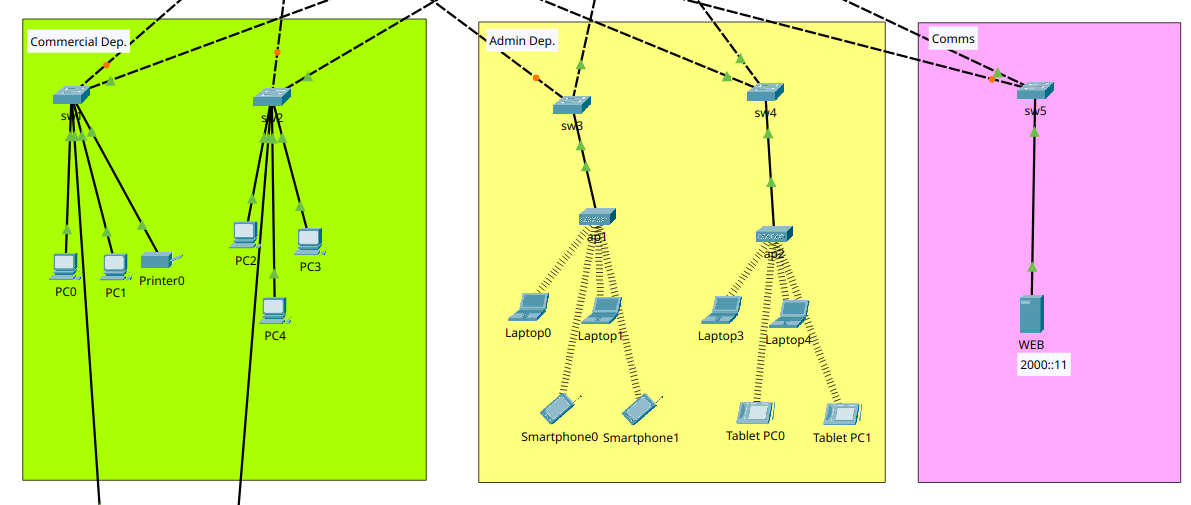 Commercial Dep.
Admin Dep.
Comms
sw1
sw2
sw3
sw4
sw5
PC0
PC1
Printer0
PC2
PC3
PC4
ap1
ap2
Laptop0
Laptop1
Laptop3
Laptop4
Smartphone0
Smartphone1
Tablet PC0
Tablet PC1
WEB
2000::11